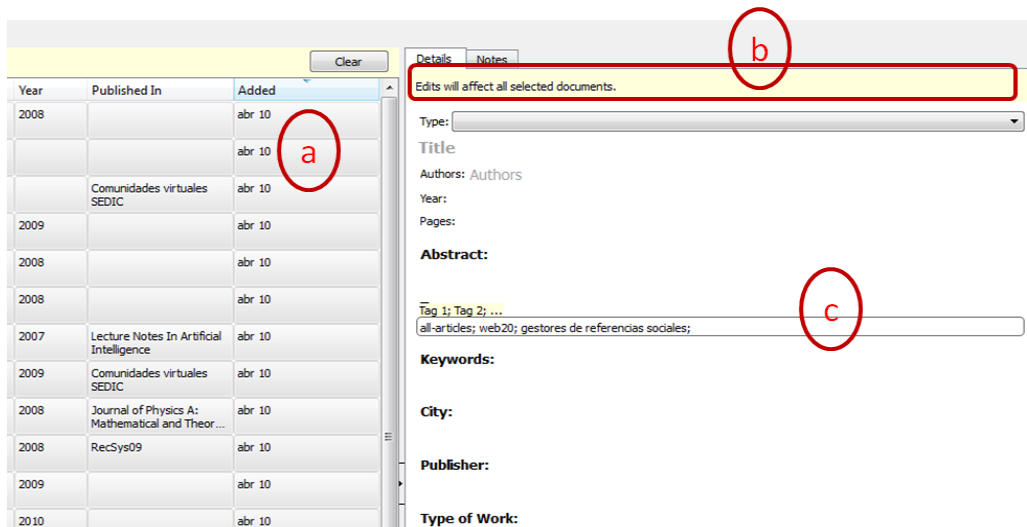 Clear
Year Published In Added
2008 abr 10
abr 10
Comunidades virtuales
SEDIC
abr 10
2009 abr 10
2008 abr 10
2008 abr 10
2007 Lecture Notes In Artificial
Intelligence
abr 10
2009 Comunidades virtuales
SEDIC
abr 10
2008 Journal of Physics A:
Mathematical and Theor...
abr 10
2008 RecSys09 abr 10
2009 abr 10
2010 abr 10
a
Details Notes
b
Edits will affect all selected documents.
Type:
Title
Authors: Authors
Year:
Pages:
Abstract:
Tag 1; Tag 2; ...
all-articles; web20; gestores de referencias sociales;
c
Keywords:
City:
Publisher:
Type of Work: